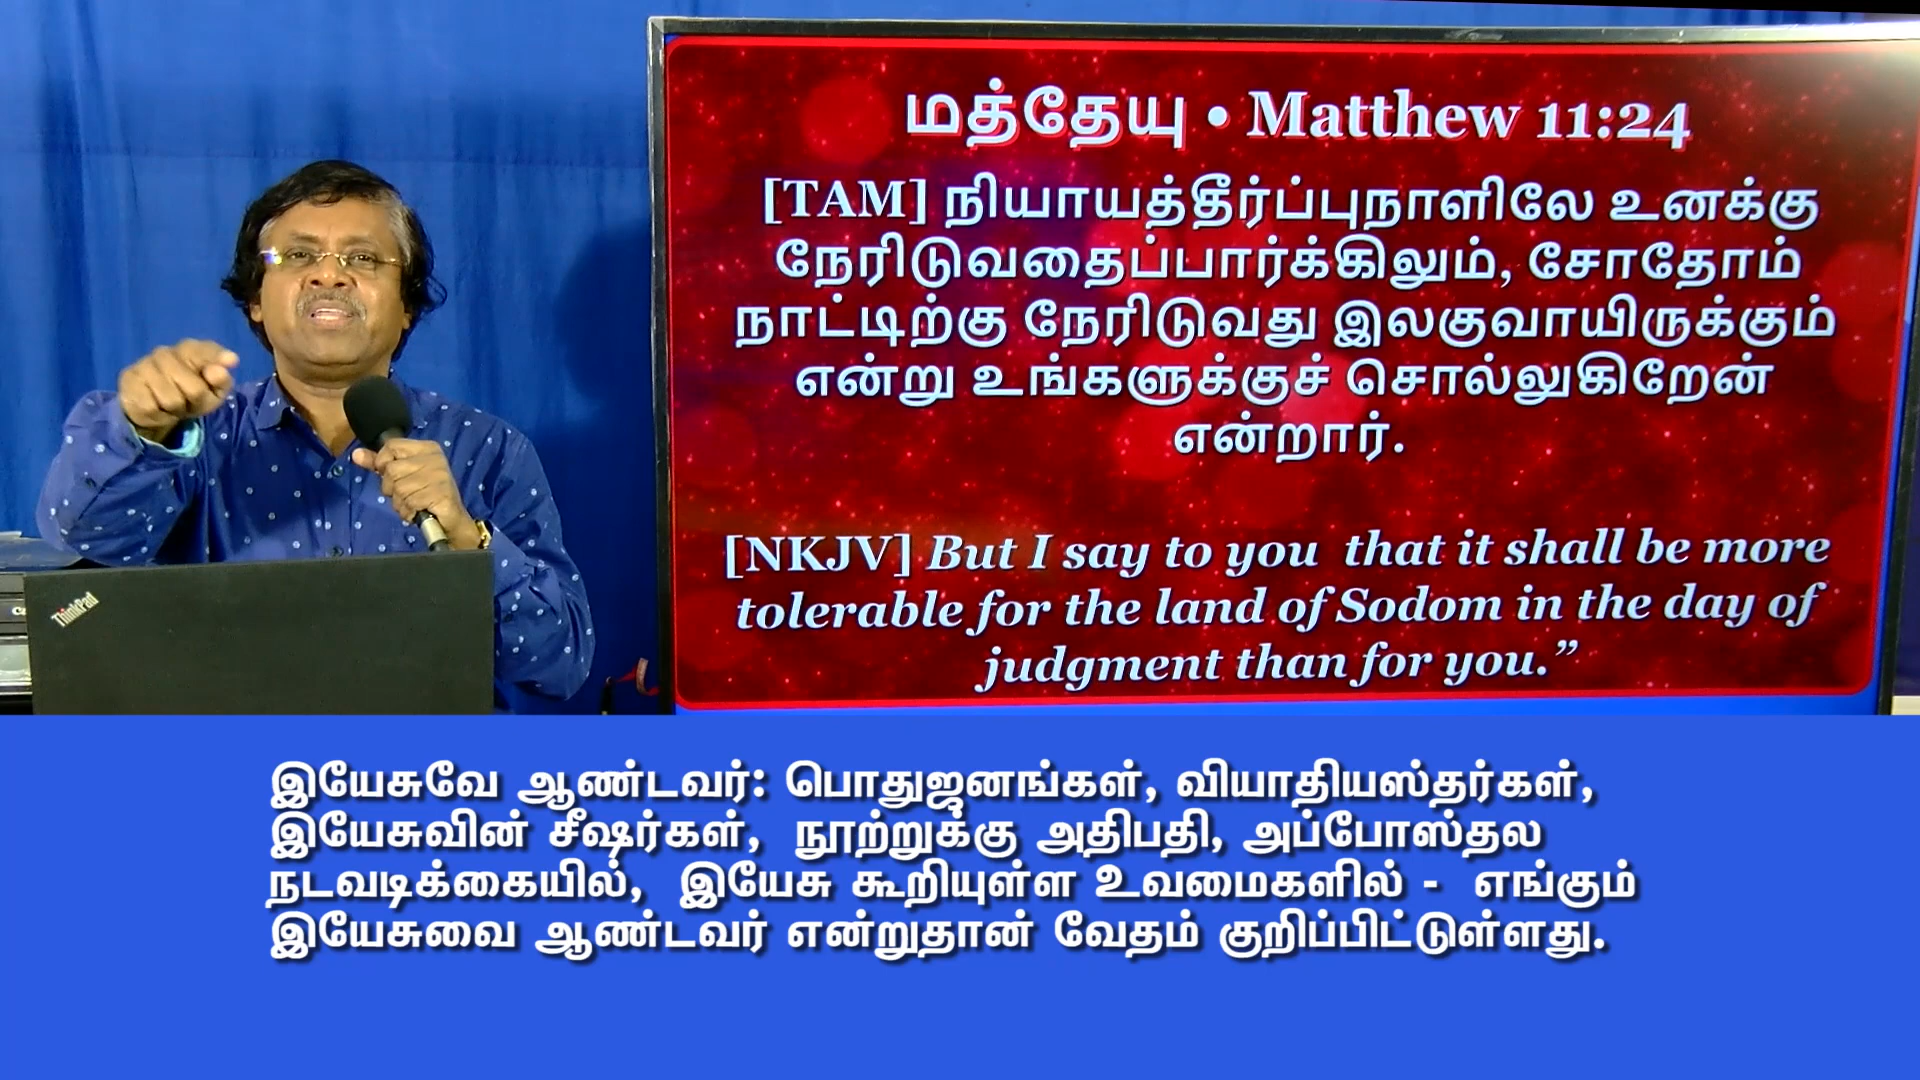 மத்தேயு • Matthew 11:24
[TAM] நியாயத்தீர்ப்புநாளிலே உனக்கு
நேரிடுவதைப்பார்க்கிலும், சோதோம்
நாட்டிற்கு நேரிடுவது இலகுவாயிருக்கும்
என்று உங்களுக்குச் சொல்லுகிறேன்
என்றார்.
[NKJV] But I say to you that it shall be more
tolerable for the land of Sodom in the day of
judgment than for you.”
ThinkPad
இயேசுவே ஆண்டவர்: பொதுஜனங்கள், வியாதியஸ்தர்கள்,
இயேசுவின் சீஷர்கள், நூற்றுக்கு அதிபதி, அப்போஸ்தல
நடவடிக்கையில், இயேசு கூறியுள்ள உவமைகளில் - எங்கும்
இயேசுவை ஆண்டவர் என்றுதான் வேதம் குறிப்பிட்டுள்ளது.